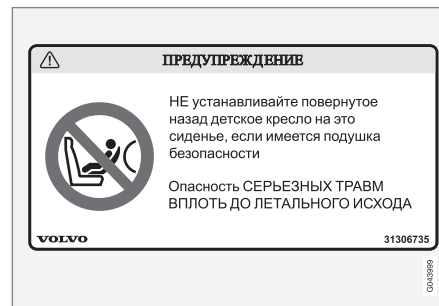 ПРЕДУПРЕЖДЕНИЕ
НЕ устанавливайте повернутое
назад детское кресло на это
сиденье, если имеется подушка
безопасности
Опасность СЕРЬЕЗНЫХ ТРАВМ
ВПЛОТЬ ДО ЛЕТАЛЬНОГО ИСХОДА
VOLVO 31306735
G043999